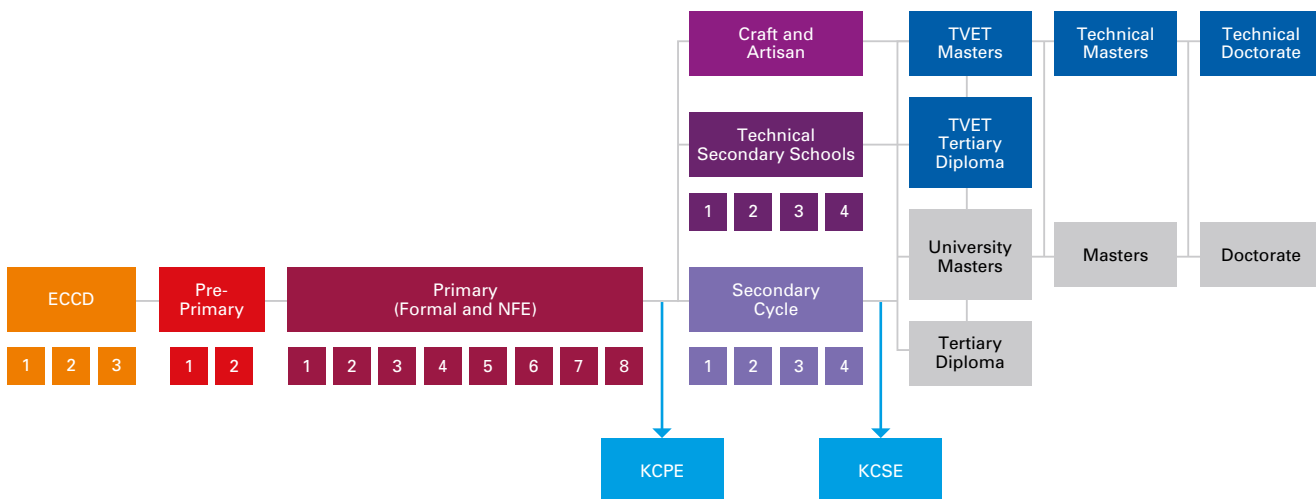 Craft and
Artisan
TVET
Masters
Technical
Masters
Technical
Doctorate
Technical
Secondary Schools
TVET
Tertiary
Diploma
1 2 3 4
University
Masters
Masters
Doctorate
ECCD
Pre-
Primary
Primary
(Formal and NFE)
Secondary
Cycle
Tertiary
Diploma
1 2 3
1 2
1 2 3 4 5 6 7 8
1 2 3 4
KCPE
KCSE